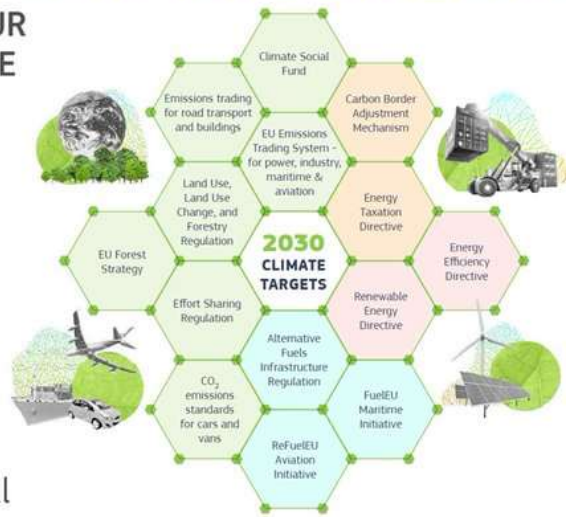 UR
E
Climate Social
Fund
Emissions trading
for road transport
and buildings
Carbon Border
Adjustment
Mechanism
EU Emissions
Trading System -
for power, industry,
maritime &
aviation
Land Use,
Land Use
Change, and
Forestry
Regulation
Energy
Taxation
Directive
EU Forest
Strategy
2030
CLIMATE
TARGETS
Energy
Efficiency
Directive
Effort Sharing
Regulation
Renewable
Energy
Directive
Alternative
Fuels
Infrastructure
Regulation
CO₂
emissions
standards
for cars and
vans
FuelEU
Maritime
Initiative
ReFuelEU
Aviation
Initiative